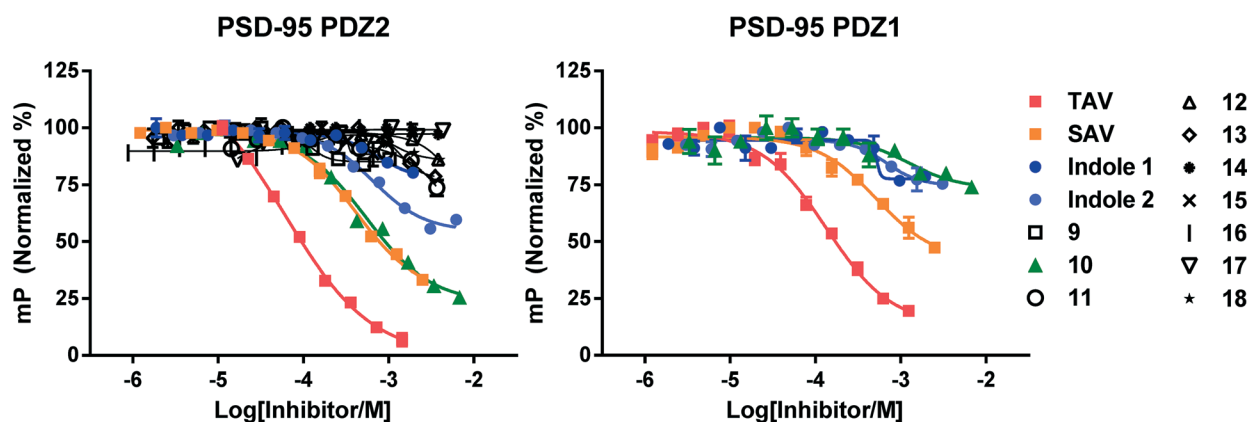 PSD-95 PDZ2
mP (Normalized %)
125
100
75
50
25
0
-6 -5 -4 -3 -2
Log[Inhibitor/M]
PSD-95 PDZ1
mP (Normalized %)
125
100
75
50
25
0
-6 -5 -4 -3 -2
Log[Inhibitor/M]
TAV
SAV
Indole 1
Indole 2
9
10
11
12
13
14
15
16
17
18